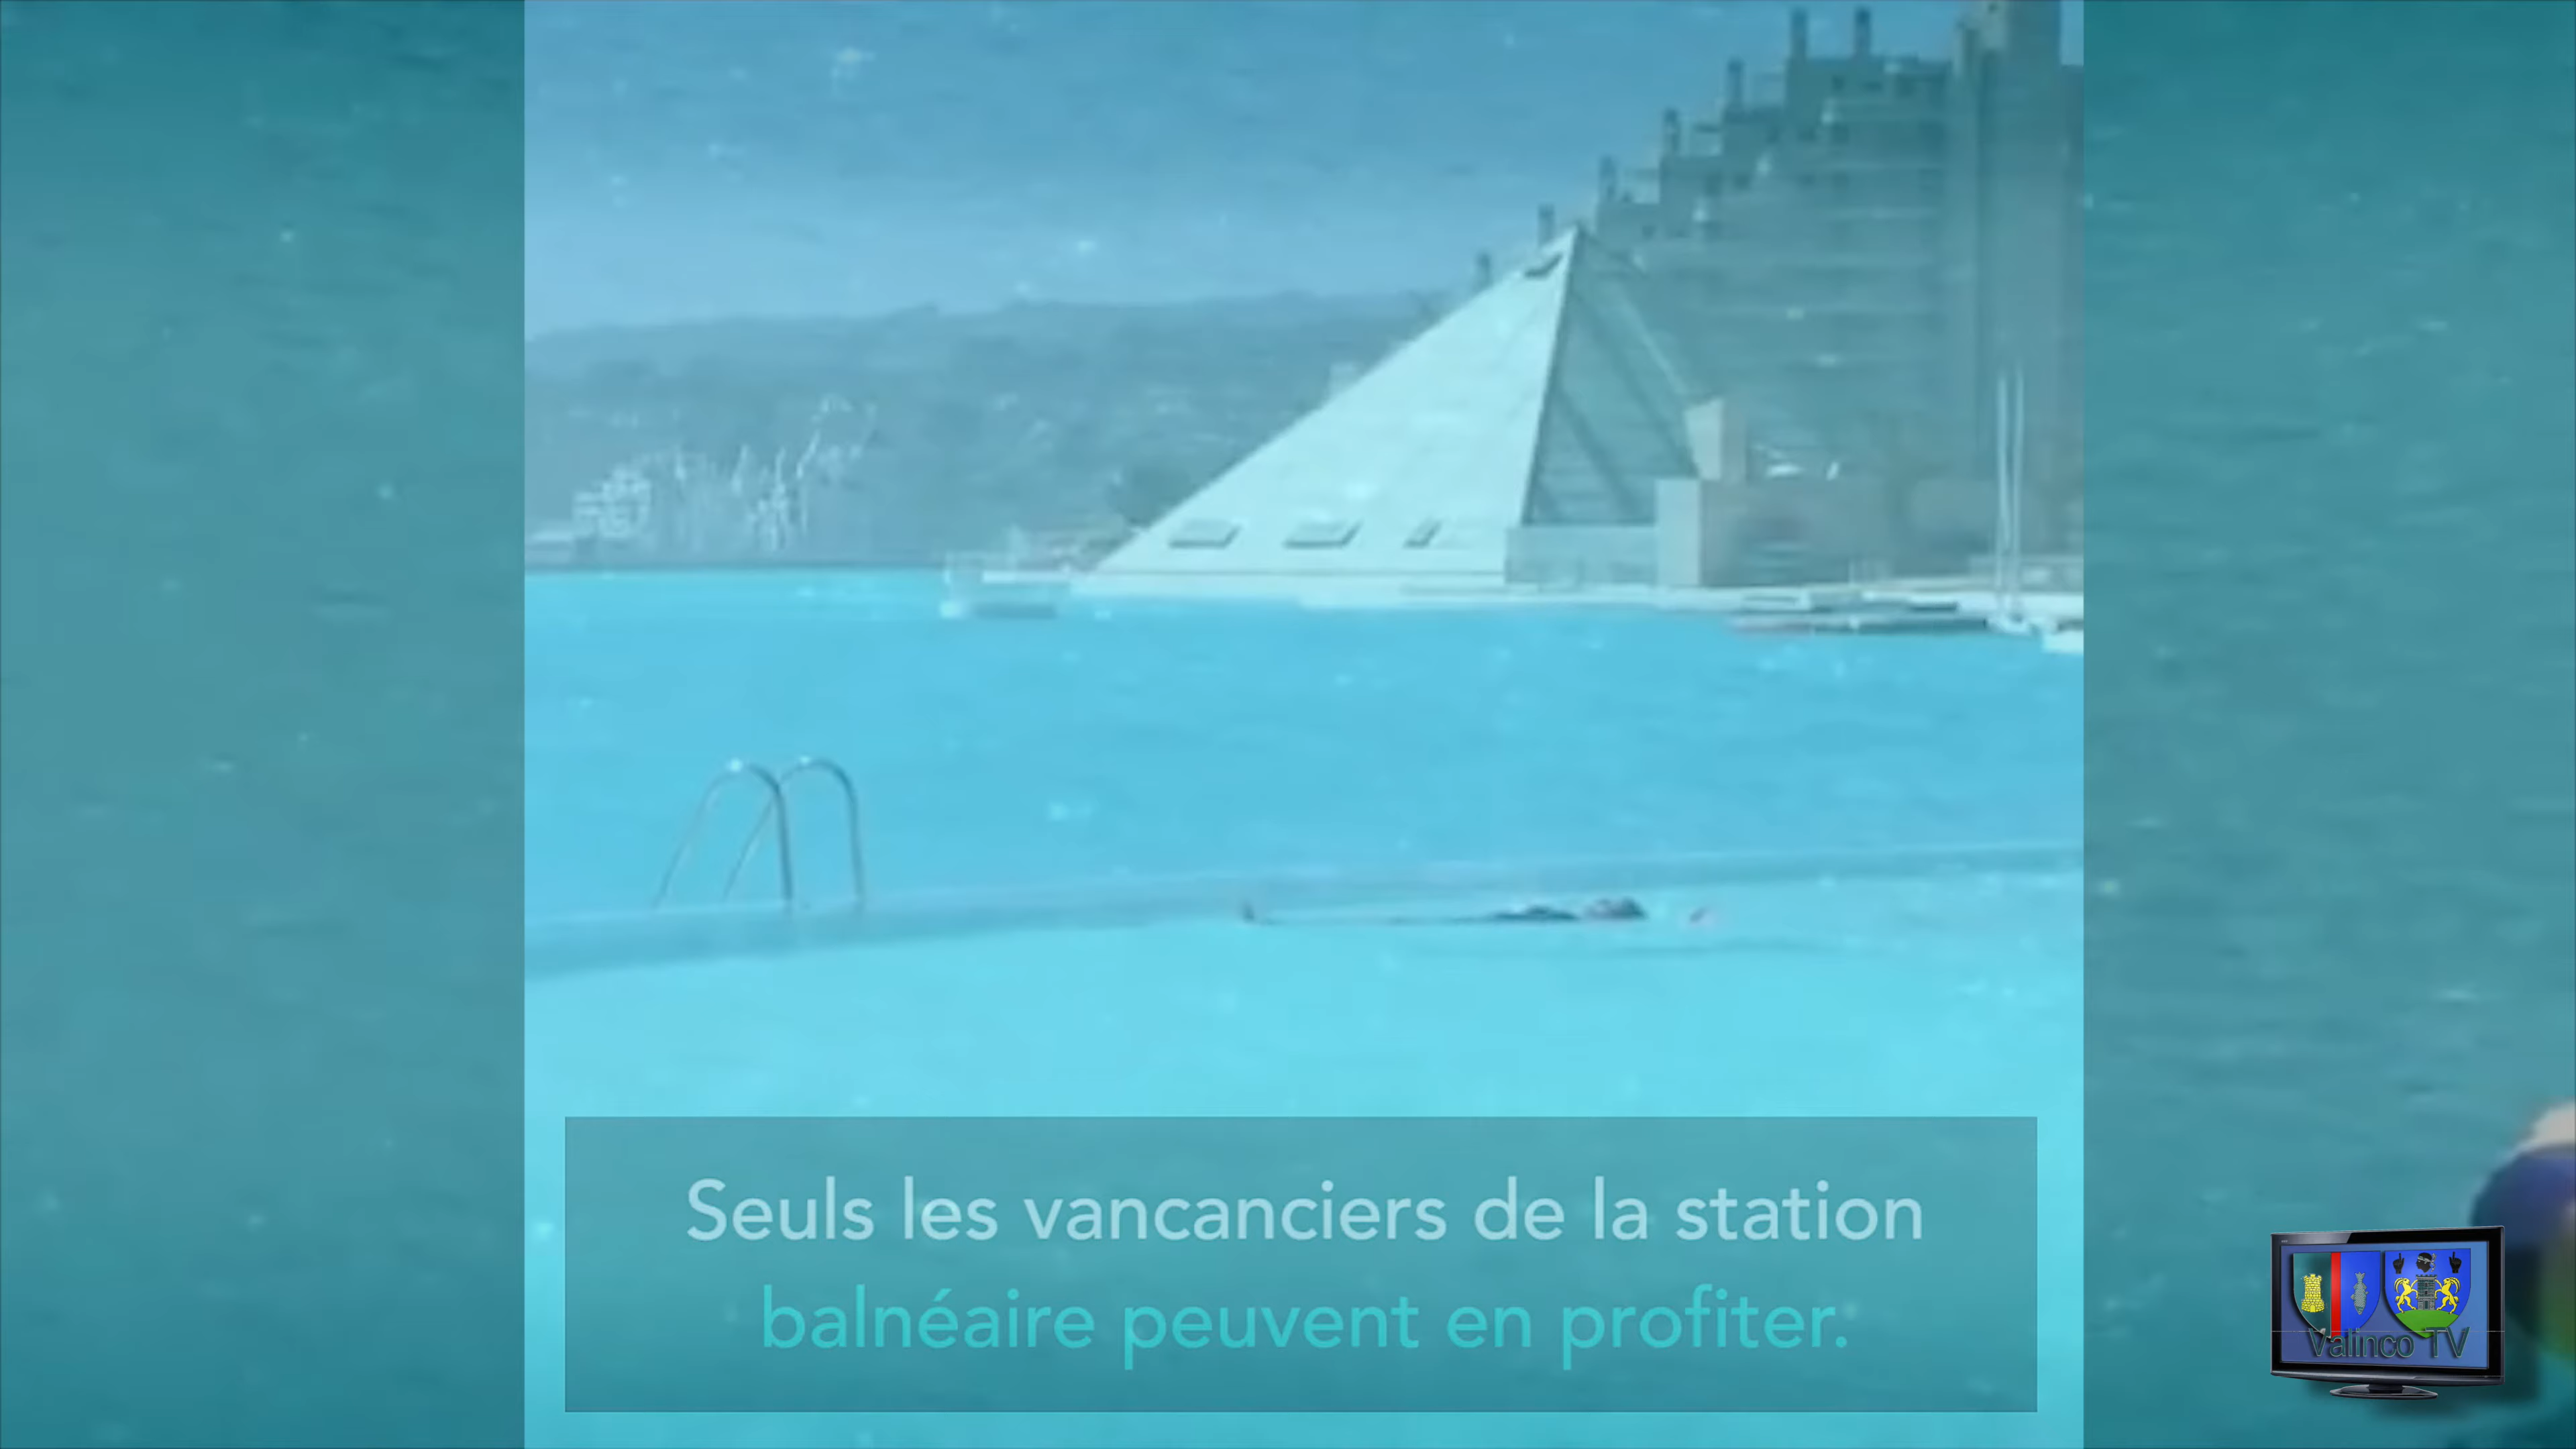 Seuls les vancanciers de la station
balnéaire peuvent en profiter.
Valinco TV